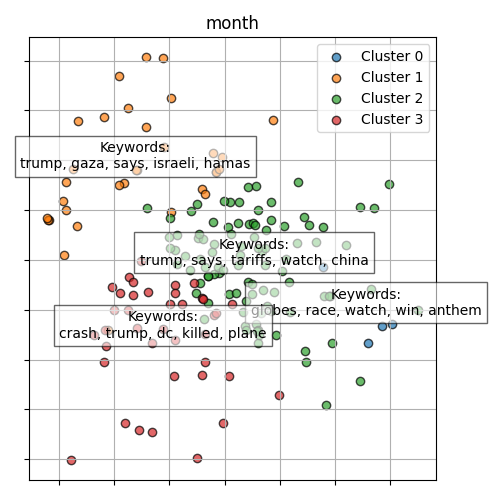 month
Cluster 0
Cluster 1
Cluster 2
Cluster 3
Keywords:
trump, gaza, says, israeli, hamas
Keywords:
trump, says, tariffs, watch, china
Keywords:
globes, race, watch, win, anthem
Keywords:
crash, trump, dc, killed, plane